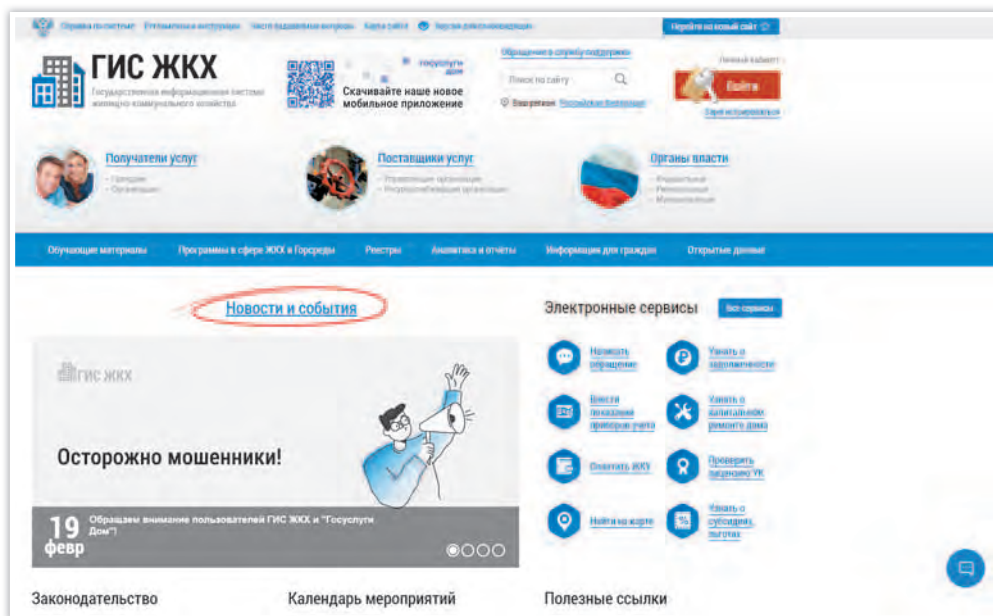 Справка по системе Регламенты и инструкции Часто задаваемые вопросы Карта сайта Версия для слабовидящих
Перейти на новый сайт
ГИС ЖКХ
Государственная информационная система
жилищно-коммунального хозяйства
госуслуги
дом
Скачивайте наше новое
мобильное приложение
Обращение в службу поддержки
Поиск по сайту
Ваш регион: Российская Федерация
Личный кабинет
Войти
Зарегистрироваться
Получатели услуг
- Граждане
- Организации
Поставщики услуг
- Управляющие организации
- Ресурсоснабжающие организации
Органы власти
- Федеральные
- Региональные
- Муниципальные
Обучающие материалы Программы в сфере ЖКХ и Горсреды Реестры Аналитика и отчёты Информация для граждан Открытые данные
Новости и события
ГИС ЖКХ
Осторожно мошенники!
19
февр
Обращаем внимание пользователей ГИС ЖКХ и "Госуслуги
Дом"!
Электронные сервисы
Все сервисы
Написать
обращение
Узнать о
задолженности
Внести
показания
приборов учета
Узнать о
капитальном
ремонте дома
Оплатить ЖКУ
Проверить
лицензию УК
Найти на карте
Узнать о
субсидиях,
льготах
Законодательство
Календарь мероприятий
Полезные ссылки